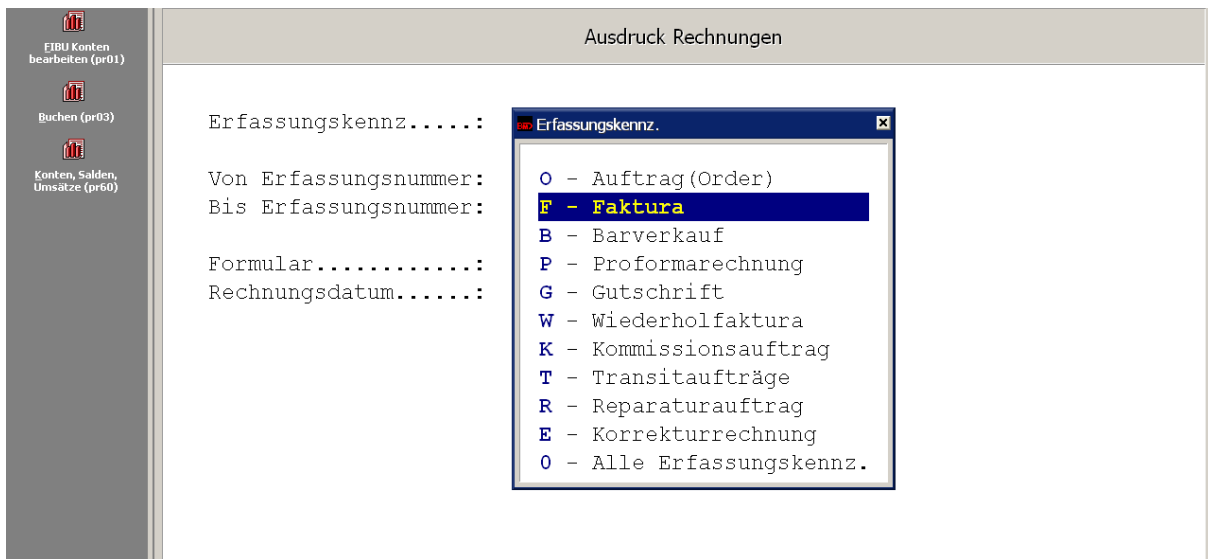 FIBU Konten
bearbeiten (pr01)
Buchen (pr03)
Konten, Salden,
Umsätze (pr60)
Ausdruck Rechnungen
Erfassungskennz.....:
Von Erfassungsnummer:
Bis Erfassungsnummer:
Formular............:
Rechnungsdatum......:
Erfassungskennz.
O - Auftrag(Order)
F - Faktura
B - Barverkauf
P - Proformarechnung
G - Gutschrift
W - Wiederholfaktura
K - Kommissionsauftrag
T - Transitaufträge
R - Reparaturauftrag
E - Korrekturrechnung
0 - Alle Erfassungskennz.